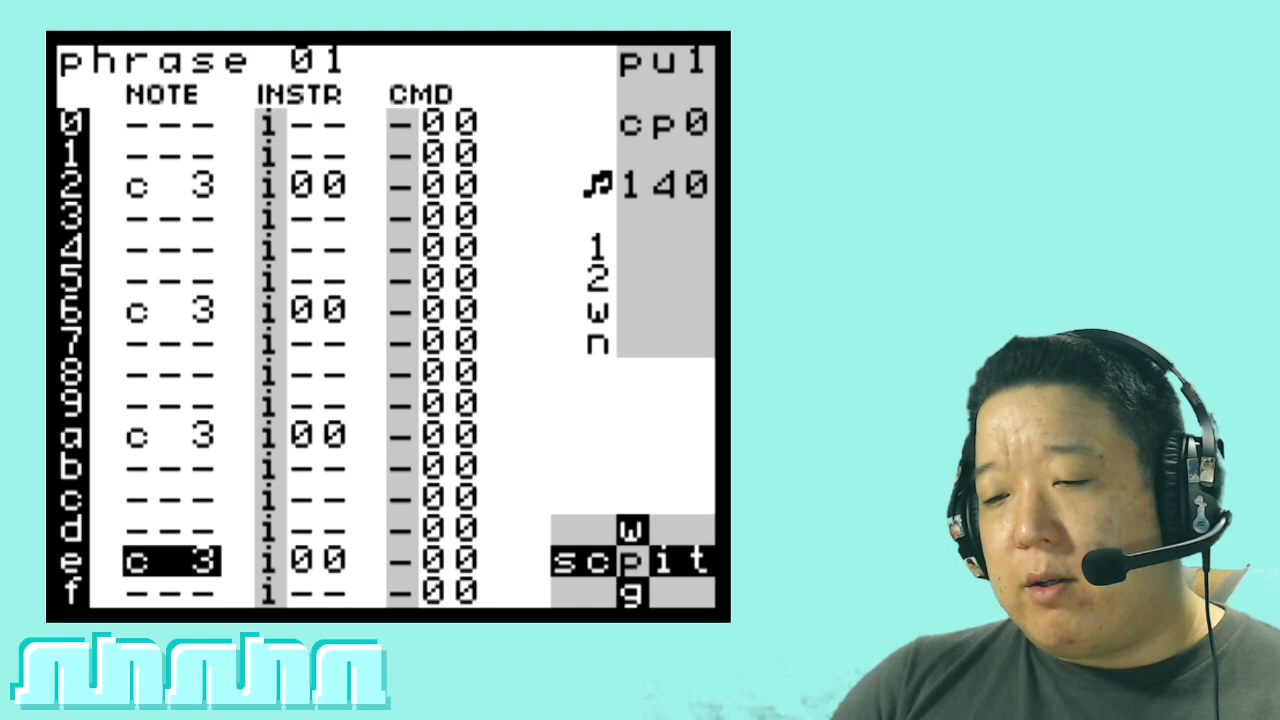 phrase 01 pu1
NOTE INSTR CMD
0 --- i-- -00 cp0
1 --- i-- -00
2 c 3 i00 -00 140
3 --- i-- -00
4 --- i-- -00 1
5 --- i-- -00 2
6 c 3 i00 -00 w
7 --- i-- -00 n
8 --- i-- -00
9 --- i-- -00
a c 3 i00 -00
b --- i-- -00
c --- i-- -00
d --- i-- -00 w
e c 3 i00 -00 scpit
f --- i-- -00 g